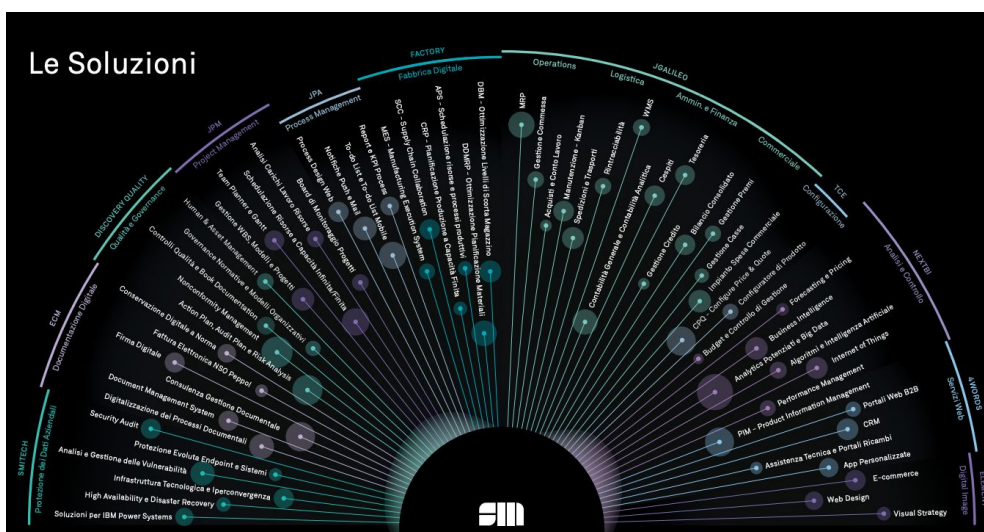 Le Soluzioni
SMITECH
Protezione dei Dati Aziendali
Soluzioni per IBM Power Systems
High Availability e Disaster Recovery
Infrastruttura Tecnologica e Iperconvergenza
Analisi e Gestione delle Vulnerabilità
Protezione Evoluta Endpoint e Sistemi
Security Audit
ECM
Documentazione Digitale
Digitalizzazione dei Processi Documentali
Document Management System
Consulenza Gestione Documentale
Firma Digitale
Fattura Elettronica NSO Peppol
Conservazione Digitale a Norma
DISCOVERY QUALITY
Qualità e Governance
Action Plan, Audit Plan e Risk Analysis
Nonconformity Management
Controlli Qualità e Book Documentation
Governance Normative e Modelli Organizzativi
Human & Asset Management
JPM
Project Management
Gestione WBS, Modelli e Progetti
Team Planner e Gantt
Schedulazione Risorse e Capacità Infinita/Finita
Analisi Carichi Lavoro Risorse
Board di Monitoraggio Progetti
JPA
Process Management
Process Design Web
Notifiche Push e Mail
To-do List e To-do List Mobile
Report e KPI Process
FACTORY
Fabbrica Digitale
MES - Manufacturing Execution System
SCC - Supply Chain Collaboration
CRP - Pianificazione Produzione a Capacità Finita
APS - Schedulazione risorse e processi produttivi
DDMRP - Ottimizzazione Pianificazione Materiali
DBM - Ottimizzazione Livelli di Scorta Magazzino
JGALILEO
Operations
Logistica
Ammin. e Finanza
Commerciale
MRP
Gestione Commessa
Acquisti e Conto Lavoro
Manutenzione - Kanban
Spedizioni e Trasporti
Rintracciabilità
WMS
Contabilità Generale e Contabilità Analitica
Cespiti
Tesoreria
Gestione Credito
Bilancio Consolidato
Gestione Premi
Gestione Casse
Impianto Spesa Commerciale
TCE
Configurazione
CPQ - Configure Price & Quote
Configuratore di Prodotto
NEXTBI
Analisi e Controllo
Budget e Controllo di Gestione
Forecasting e Pricing
Business Intelligence
Analytics Potenziati e Big Data
Algoritmi e Intelligenza Artificiale
Internet of Things
Performance Management
4WORDS
Servizi Web
PIM - Product Information Management
Portali Web B2B
CRM
Assistenza Tecnica e Portali Ricambi
App Personalizzate
ELEMENT
Digital Image
E-commerce
Web Design
Visual Strategy
sm